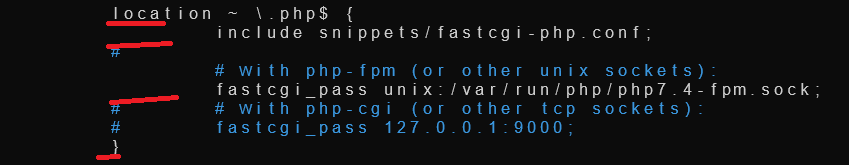 location ~ \.php$ {
include snippets/fastcgi-php.conf;
#
# With php-fpm (or other unix sockets):
fastcgi_pass unix:/var/run/php/php7.4-fpm.sock;
# # With php-cgi (or other tcp sockets):
# fastcgi_pass 127.0.0.1:9000;
}